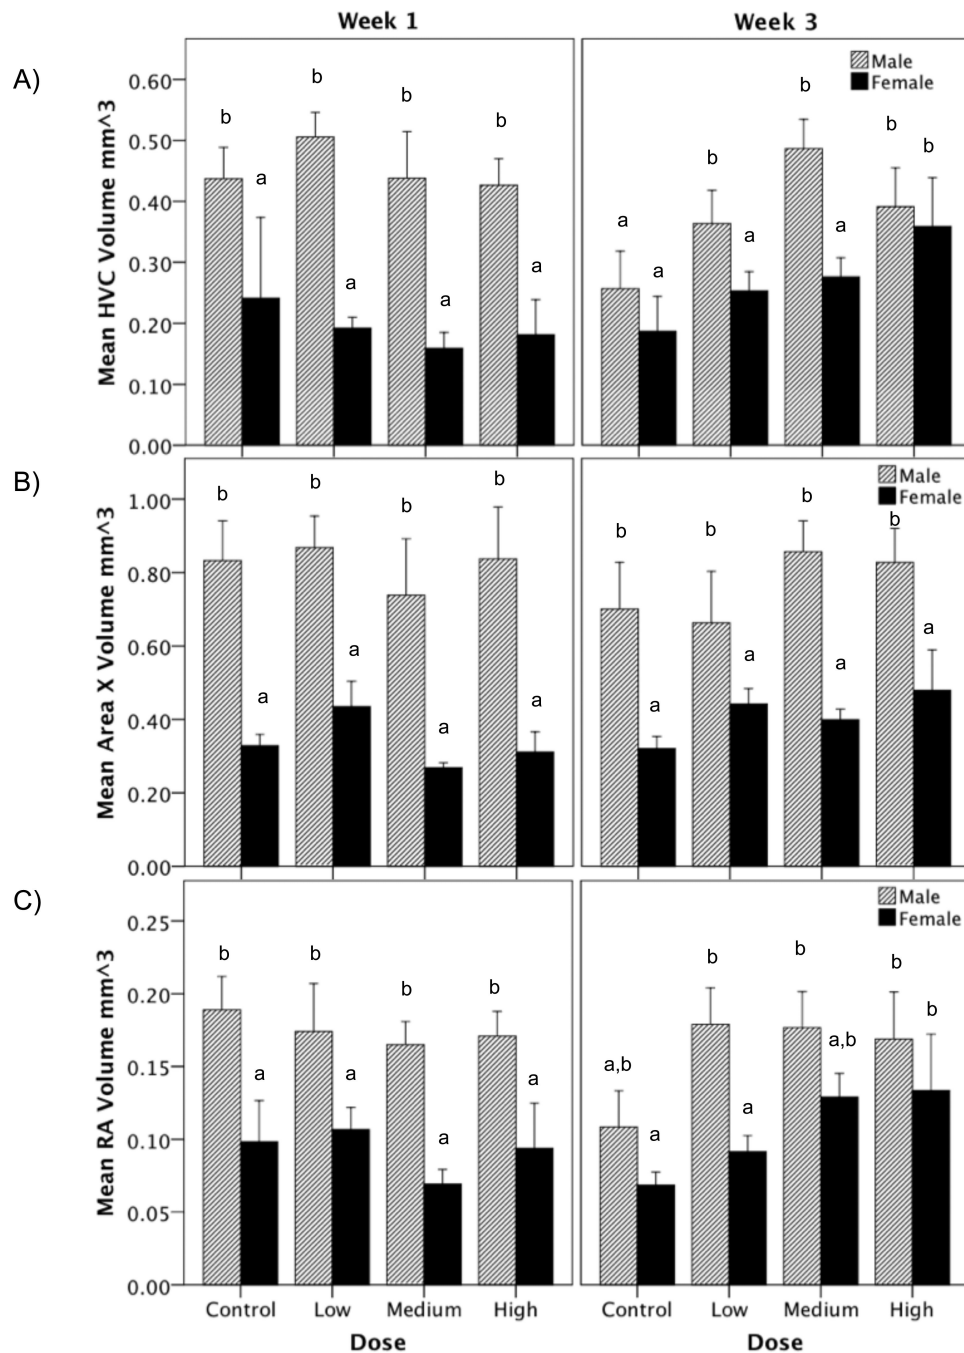 Week 1
Week 3
A)
Mean HVC Volume mm^3
0.60
0.50
0.40
0.30
0.20
0.10
0.00
b
a
b
a
b
a
b
a
Male
Female
a
a
b
a
b
a
b
b
B)
Mean Area X Volume mm^3
1.00
0.80
0.60
0.40
0.20
0.00
b
a
b
a
b
a
b
a
Male
Female
b
a
b
a
b
a
b
a
C)
Mean RA Volume mm^3
0.25
0.20
0.15
0.10
0.05
0.00
b
a
b
a
b
a
b
a
Male
Female
a,b
a
b
a
b
a,b
b
b
Control Low Medium High
Control Low Medium High
Dose
Dose